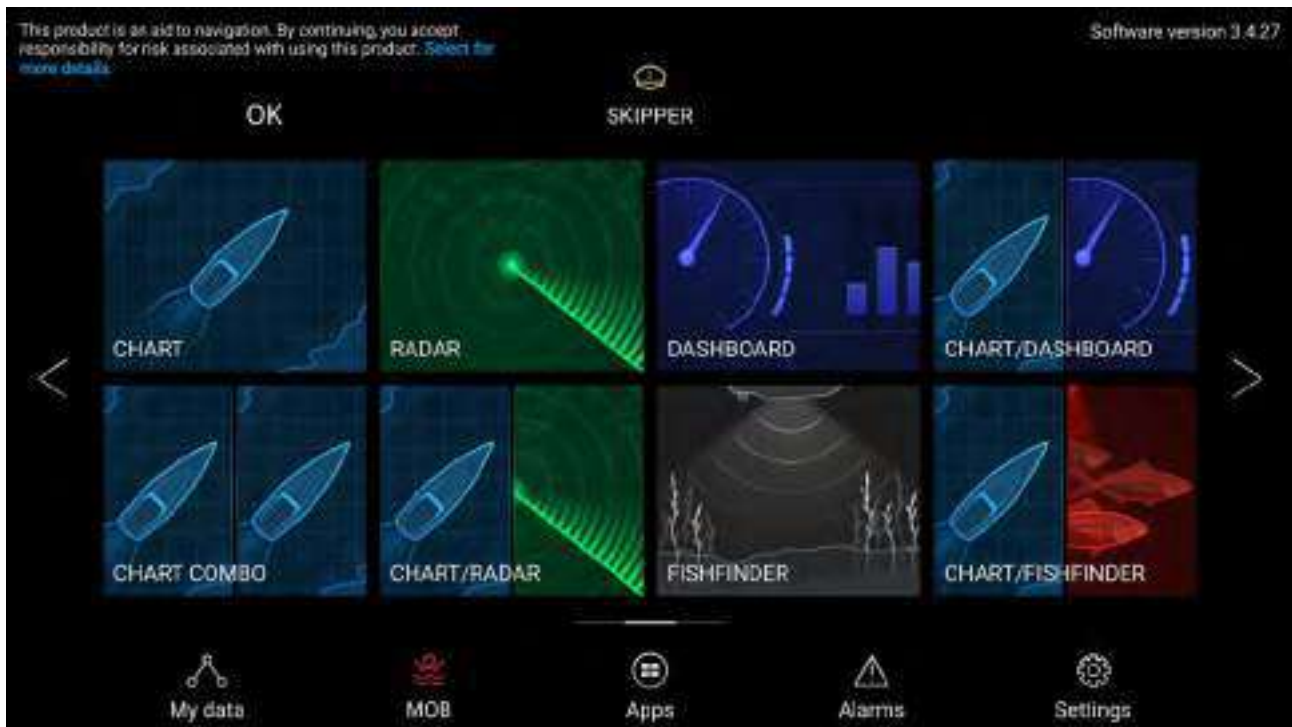 This product is an aid to navigation. By continuing, you accept
responsibility for risk associated with using this product. Select for
more details.
Software version 3.4.27
OK
SKIPPER
CHART
RADAR
DASHBOARD
CHART/DASHBOARD
CHART COMBO
CHART/RADAR
FISHFINDER
CHART/FISHFINDER
My data
MOB
Apps
Alarms
Settings